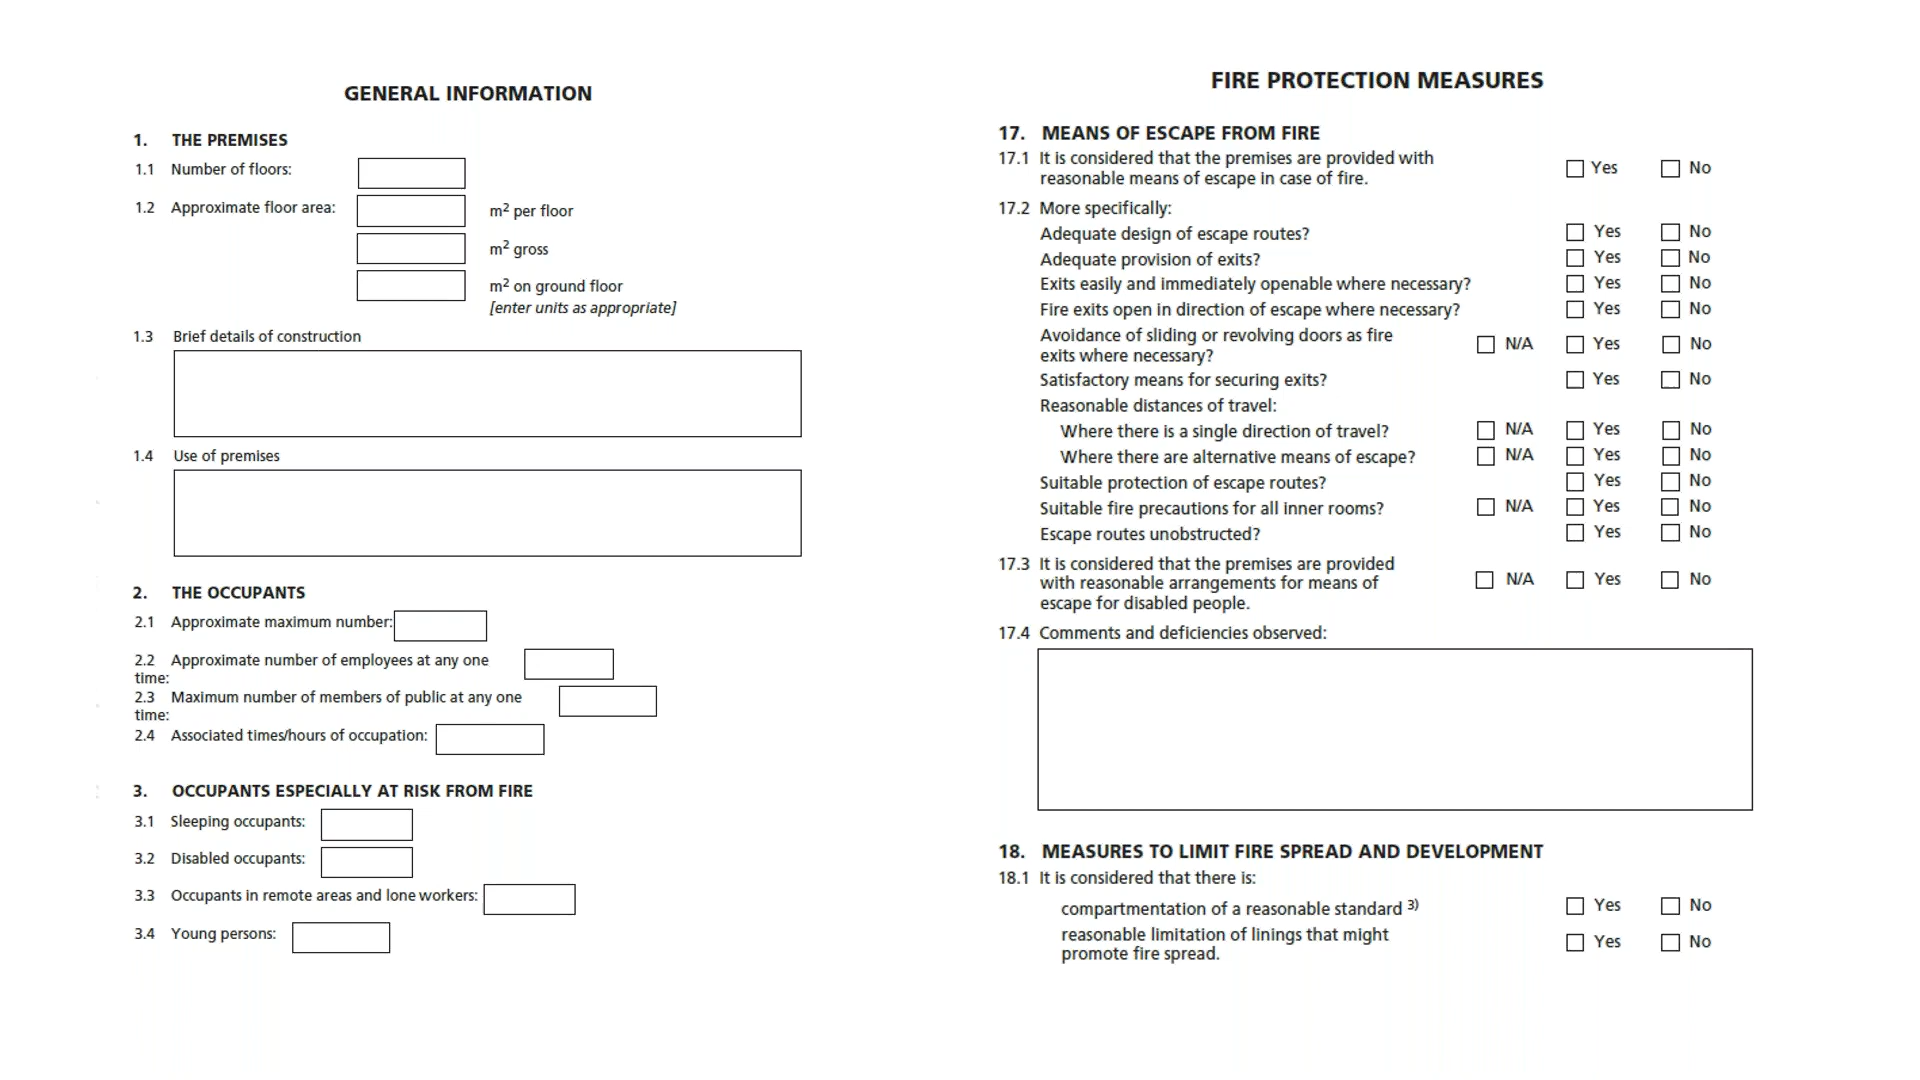 GENERAL INFORMATION
1. THE PREMISES
1.1 Number of floors:
1.2 Approximate floor area:
m2 per floor
m2 gross
m2 on ground floor
[enter units as appropriate]
1.3 Brief details of construction
1.4 Use of premises
2. THE OCCUPANTS
2.1 Approximate maximum number:
2.2 Approximate number of employees at any one
time:
2.3 Maximum number of members of public at any one
time:
2.4 Associated times/hours of occupation:
3. OCCUPANTS ESPECIALLY AT RISK FROM FIRE
3.1 Sleeping occupants:
3.2 Disabled occupants:
3.3 Occupants in remote areas and lone workers:
3.4 Young persons:
FIRE PROTECTION MEASURES
17. MEANS OF ESCAPE FROM FIRE
17.1 It is considered that the premises are provided with
reasonable means of escape in case of fire. Yes No
17.2 More specifically:
Adequate design of escape routes? Yes No
Adequate provision of exits? Yes No
Exits easily and immediately openable where necessary? Yes No
Fire exits open in direction of escape where necessary? Yes No
Avoidance of sliding or revolving doors as fire
exits where necessary? N/A Yes No
Satisfactory means for securing exits? Yes No
Reasonable distances of travel:
Where there is a single direction of travel? N/A Yes No
Where there are alternative means of escape? N/A Yes No
Suitable protection of escape routes? Yes No
Suitable fire precautions for all inner rooms? N/A Yes No
Escape routes unobstructed? Yes No
17.3 It is considered that the premises are provided
with reasonable arrangements for means of N/A Yes No
escape for disabled people.
17.4 Comments and deficiencies observed:
18. MEASURES TO LIMIT FIRE SPREAD AND DEVELOPMENT
18.1 It is considered that there is:
compartmentation of a reasonable standard 3) Yes No
reasonable limitation of linings that might Yes No
promote fire spread.